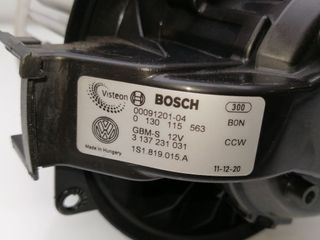 Visteon BOSCH 300
00091201-04 BON
0 130 115 563
GBM-S 12V CCW
3 137 231 031
Made in Hungary 1S1 819.015.A 11-12-20